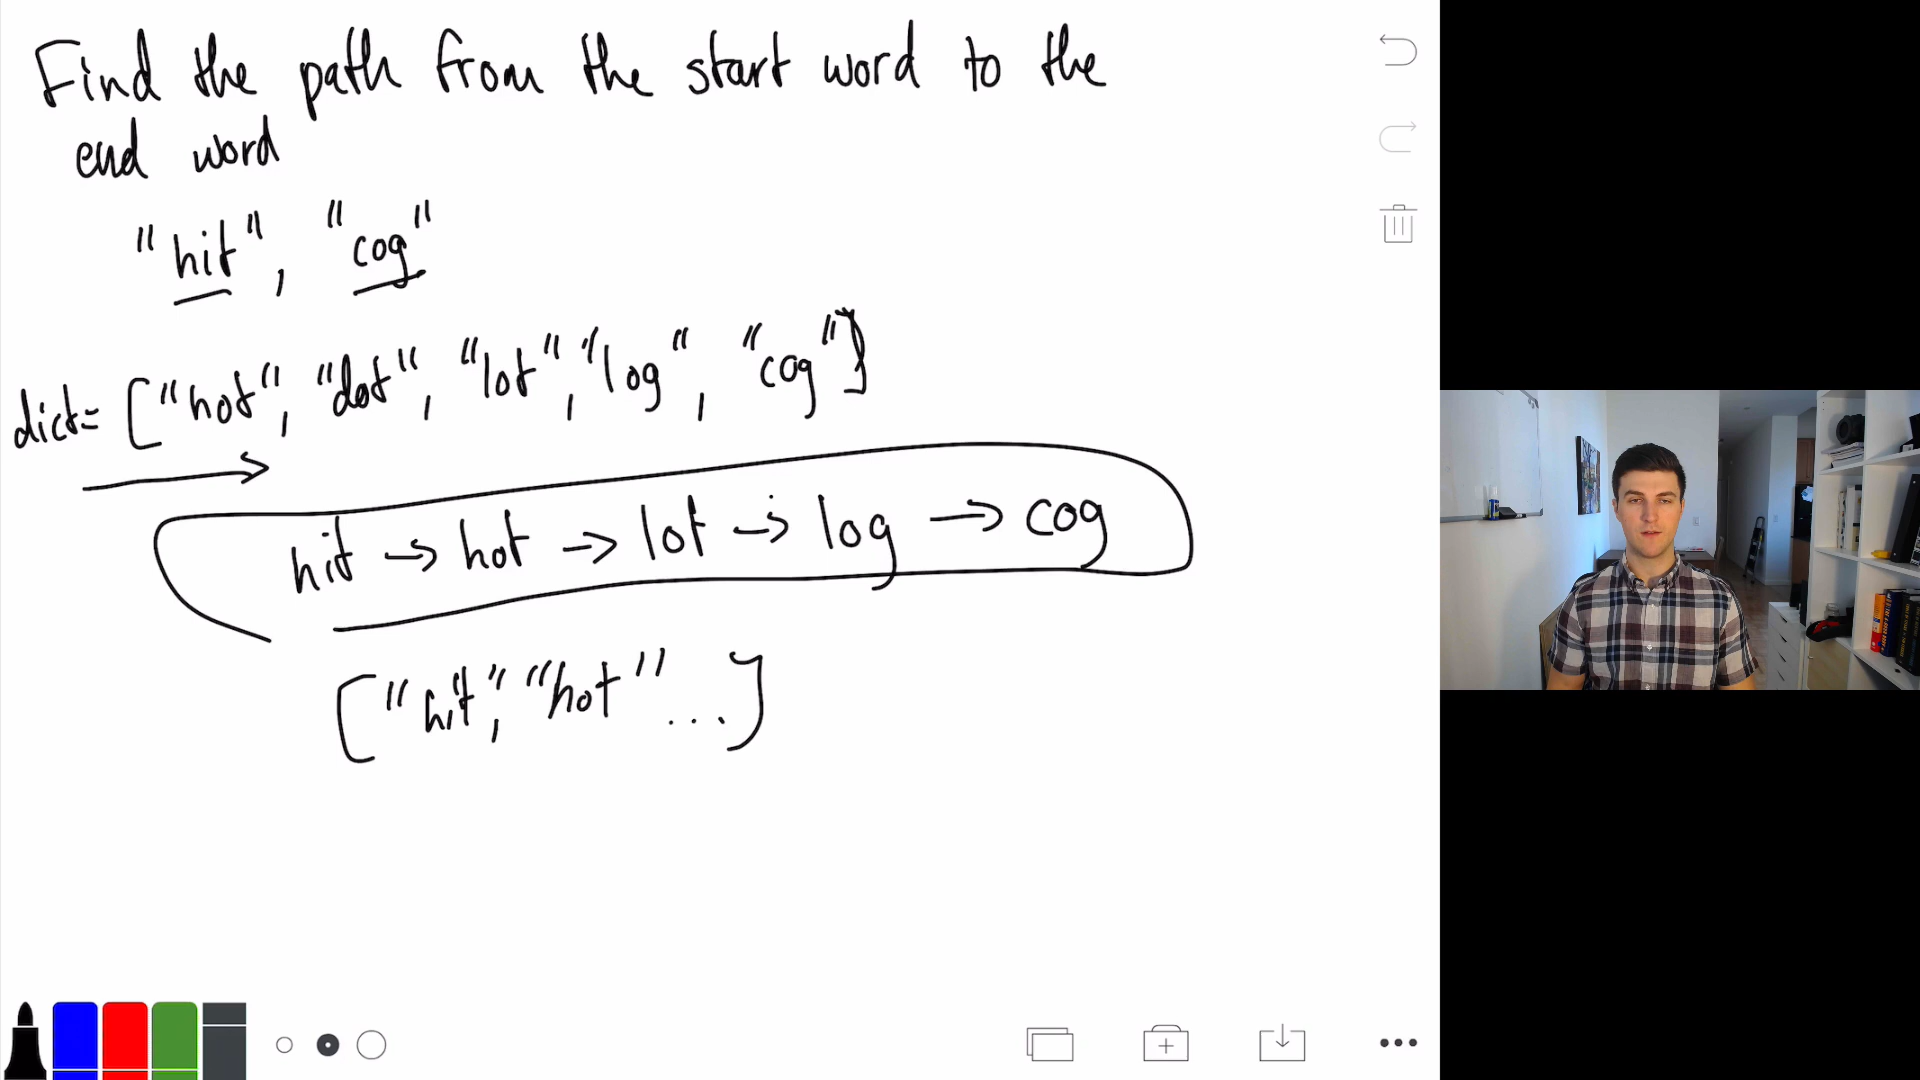 Find the path from the start word to the
end word
"hit", "cog"
dict= ["hot", "dot", "lot", "log", "cog"]
hit → hot → lot → log → cog
["hit", "hot" ...]